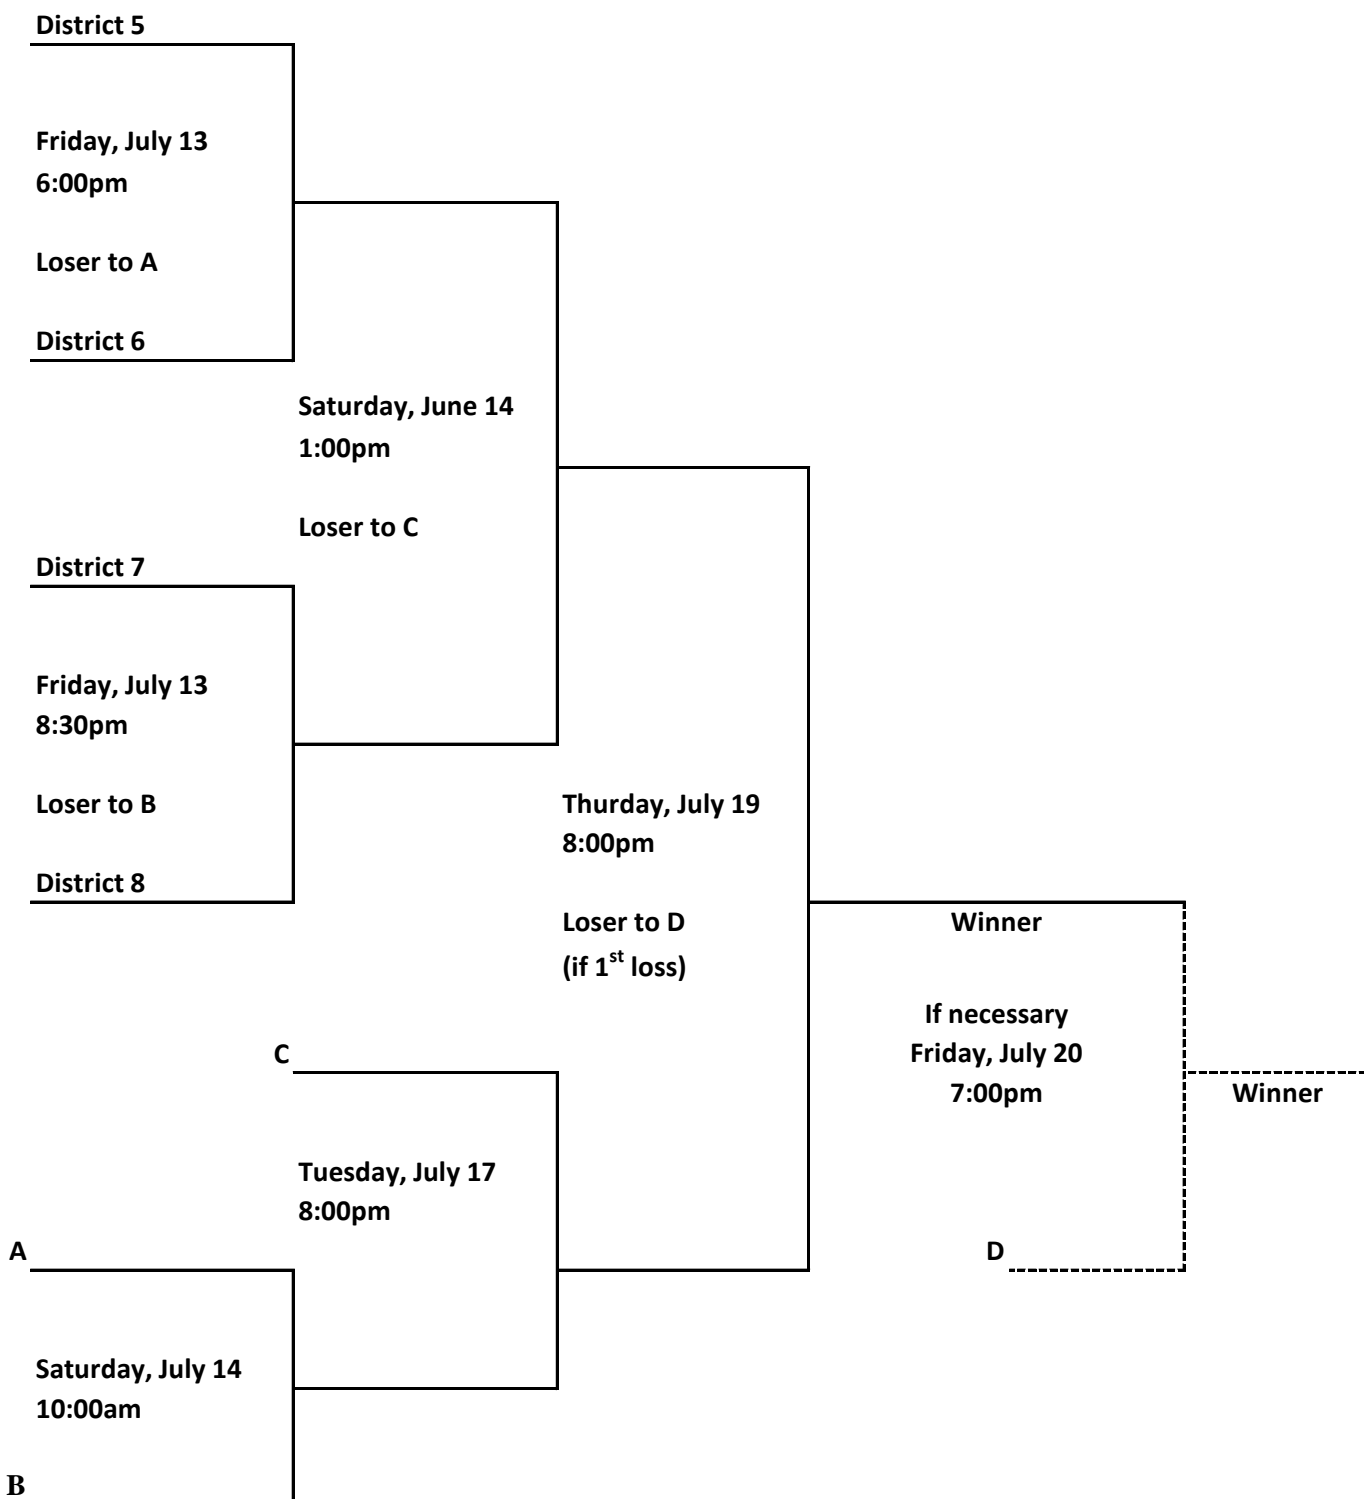 District 5
Friday, July 13
6:00pm
Loser to A
District 6
Saturday, June 14
1:00pm
Loser to C
District 7
Friday, July 13
8:30pm
Loser to B
District 8
Thurday, July 19
8:00pm
Loser to D
(if 1st loss)
Winner
If necessary
Friday, July 20
7:00pm
Winner
C
Tuesday, July 17
8:00pm
A
D
Saturday, July 14
10:00am
B